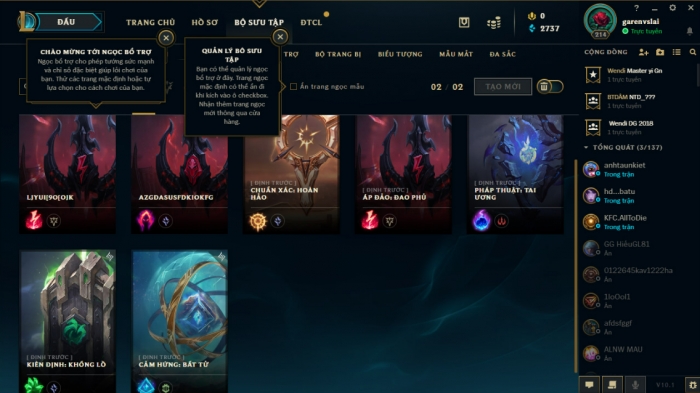 ĐẤU
TRANG CHỦ
HỒ SƠ
BỘ SƯU TẬP
ĐTCL
0
2737
garenvslai
Trực tuyến
214
CHÀO MỪNG TỚI NGỌC BỔ TRỢ
Ngọc bổ trợ cho phép tướng sức mạnh
và chỉ số đặc biệt giúp lối chơi của
bạn. Thử các trang mặc định hoặc tự
lựa chọn cho cách chơi của bạn.
QUẢN LÝ BỘ SƯU
TẬP
Bạn có thể quản lý ngọc
bổ trợ ở đây. Trang ngọc
mặc định có thể ẩn đi
khi kích vào ô checkbox.
Nhận thêm trang ngọc
mới thông qua cửa
hàng.
TRỢ
BỘ TRANG BỊ
BIỂU TƯỢNG
MẪU MẮT
ĐA SẮC
Ẩn trang ngọc mẫu
02 / 02
TẠO MỚI
LJYUI[9O[O]K
AZGDASUSFDKIOKFG
[ ĐỊNH TRƯỚC ]
CHUẨN XÁC: HOÀN
HẢO
[ ĐỊNH TRƯỚC ]
ÁP ĐẢO: ĐAO PHỦ
[ ĐỊNH TRƯỚC ]
PHÁP THUẬT: TAI
ƯƠNG
[ ĐỊNH TRƯỚC ]
KIÊN ĐỊNH: KHỔNG LỒ
[ ĐỊNH TRƯỚC ]
CẢM HỨNG: BẤT TỬ
CỘNG ĐỒNG
Wendi Master yi Gn
1 trực tuyến
BTDÂM NTD_???
1 trực tuyến
Wendi DG 2018
1 trực tuyến
TỔNG QUÁT (3/137)
anhtaunkiet
Trong trận
hd...batu
Trong trận
KFC.AllToDie
Trong trận
GG HiếuGL81
Ẩn
0122645kav1222ha
Ẩn
1loOol1
Ẩn
afdsfggf
Ẩn
ALNW MAU
Ẩn
V10.1